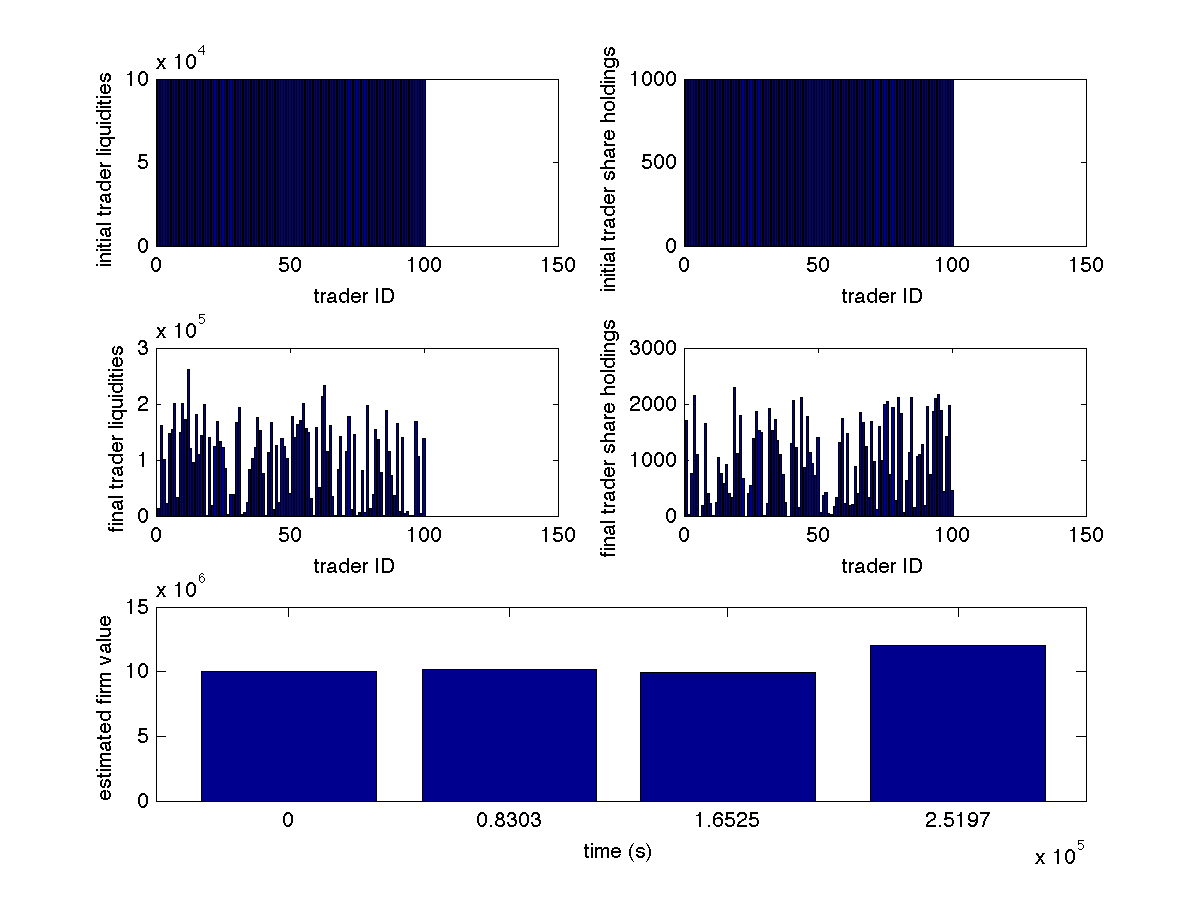 x 10^4
initial trader liquidities
10
5
0
0 50 100 150
trader ID
initial trader share holdings
1000
500
0
0 50 100 150
trader ID
x 10^5
final trader liquidities
3
2
1
0
0 50 100 150
trader ID
final trader share holdings
3000
2000
1000
0
0 50 100 150
trader ID
x 10^6
estimated firm value
15
10
5
0
0 0.8303 1.6525 2.5197
time (s)
x 10^5